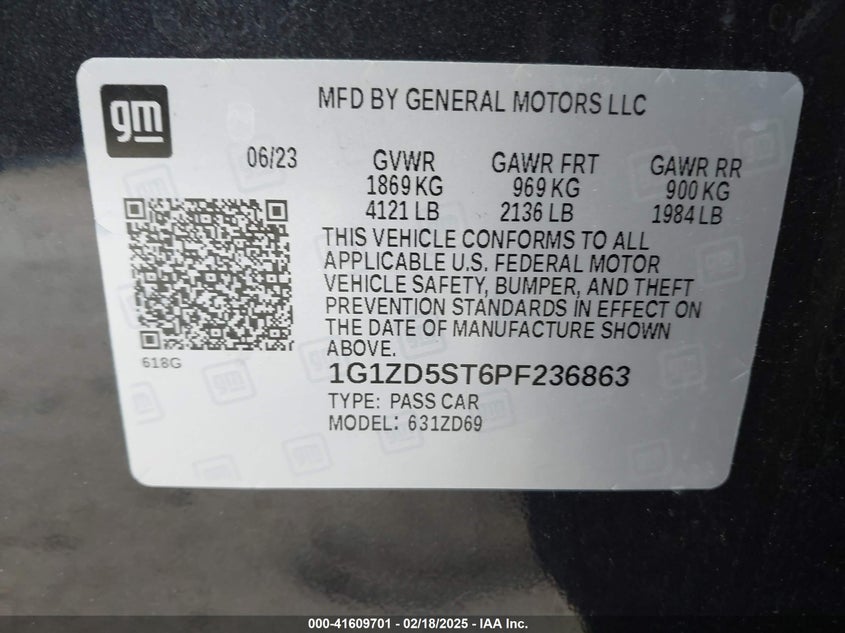 gm
MFD BY GENERAL MOTORS LLC
06/23 GVWR GAWR FRT GAWR RR
1869 KG 969 KG 900 KG
4121 LB 2136 LB 1984 LB
THIS VEHICLE CONFORMS TO ALL
APPLICABLE U.S. FEDERAL MOTOR
VEHICLE SAFETY, BUMPER, AND THEFT
PREVENTION STANDARDS IN EFFECT ON
THE DATE OF MANUFACTURE SHOWN
ABOVE.
618G
1G1ZD5ST6PF236863
TYPE: PASS CAR
MODEL: 631ZD69
000-41609701 - 02/18/2025 - IAA Inc.